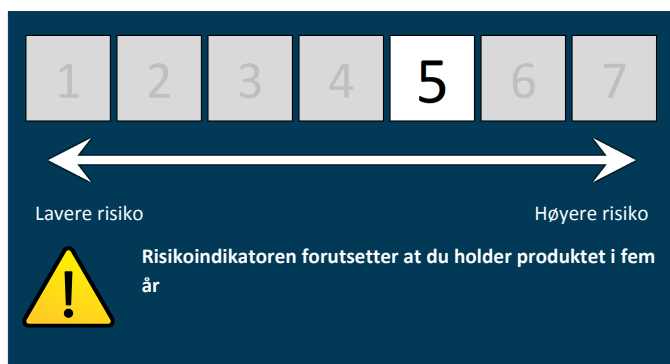 1 2 3 4 5 6 7
Lavere risiko Høyere risiko
Risikoindikatoren forutsetter at du holder produktet i fem
år